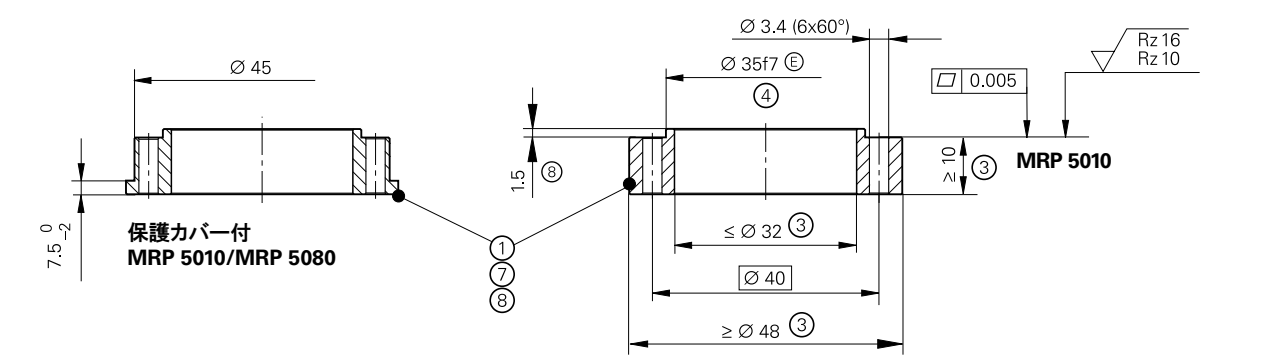 Ø 45
7.5 0 −2
保護カバー付
MRP 5010/MRP 5080
1
7
8
Ø 3.4 (6x60°)
Ø 35f7 Ⓔ
④
1.5 ⑧
≤ Ø 32 ③
Ø 40
≥ Ø 48 ③
≥ 10 ③
⏥ 0.005
Rz 16
Rz 10
MRP 5010